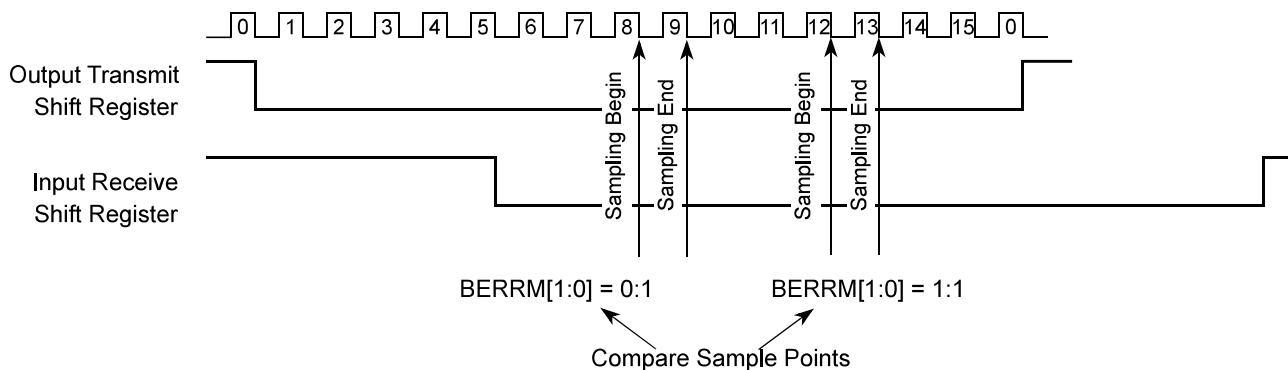 0 1 2 3 4 5 6 7 8 9 10 11 12 13 14 15 0
Output Transmit
Shift Register
Input Receive
Shift Register
Sampling Begin
Sampling End
Sampling Begin
Sampling End
BERRM[1:0] = 0:1
BERRM[1:0] = 1:1
Compare Sample Points